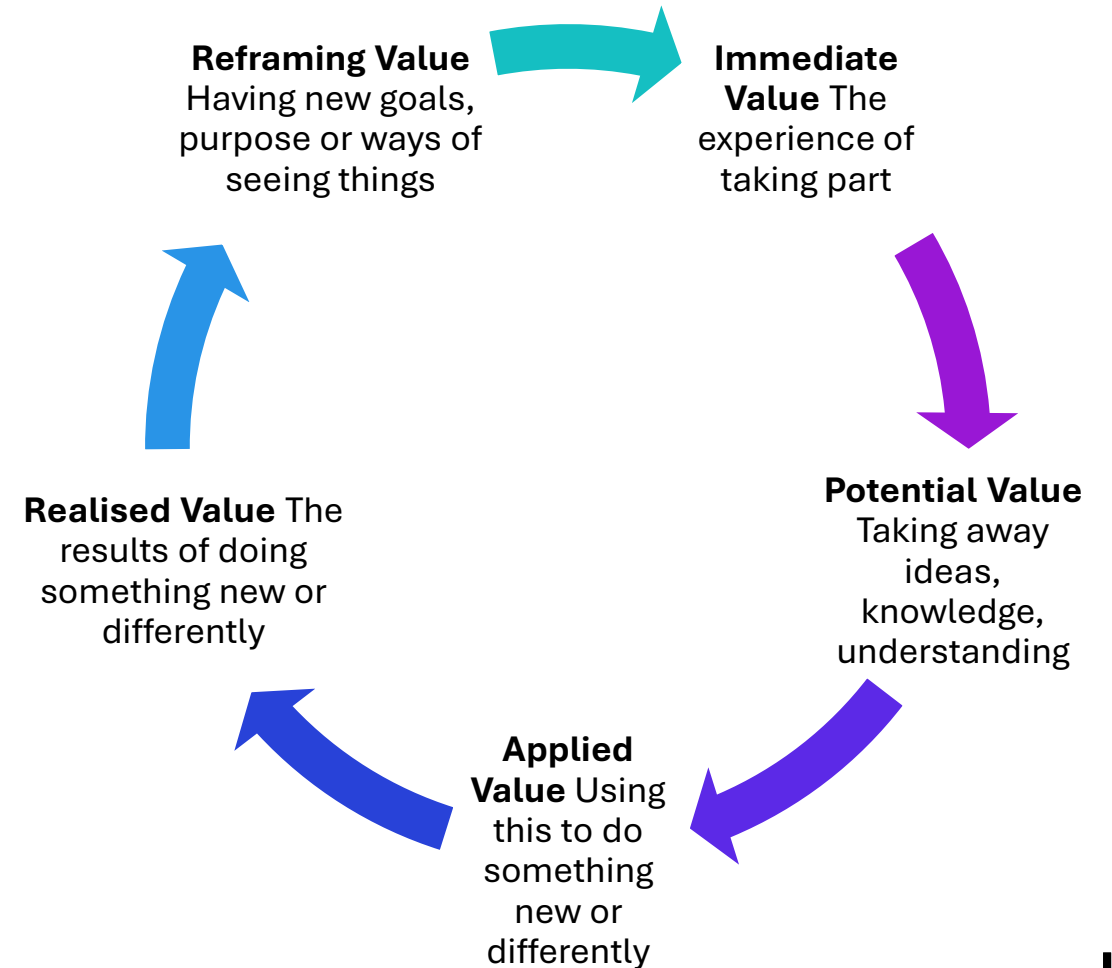 Reframing Value
Having new goals,
purpose or ways of
seeing things
Immediate
Value The
experience of
taking part
Potential Value
Taking away
ideas,
knowledge,
understanding
Applied
Value Using
this to do
something
new or
differently
Realised Value The
results of doing
something new or
differently